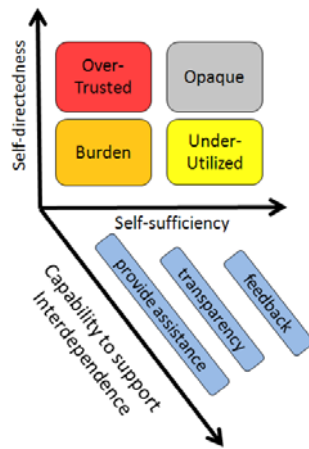 Self-directedness
Over-
Trusted
Opaque
Burden
Under-
Utilized
Self-sufficiency
Capability to support
Interdependence
provide assistance
transparency
feedback